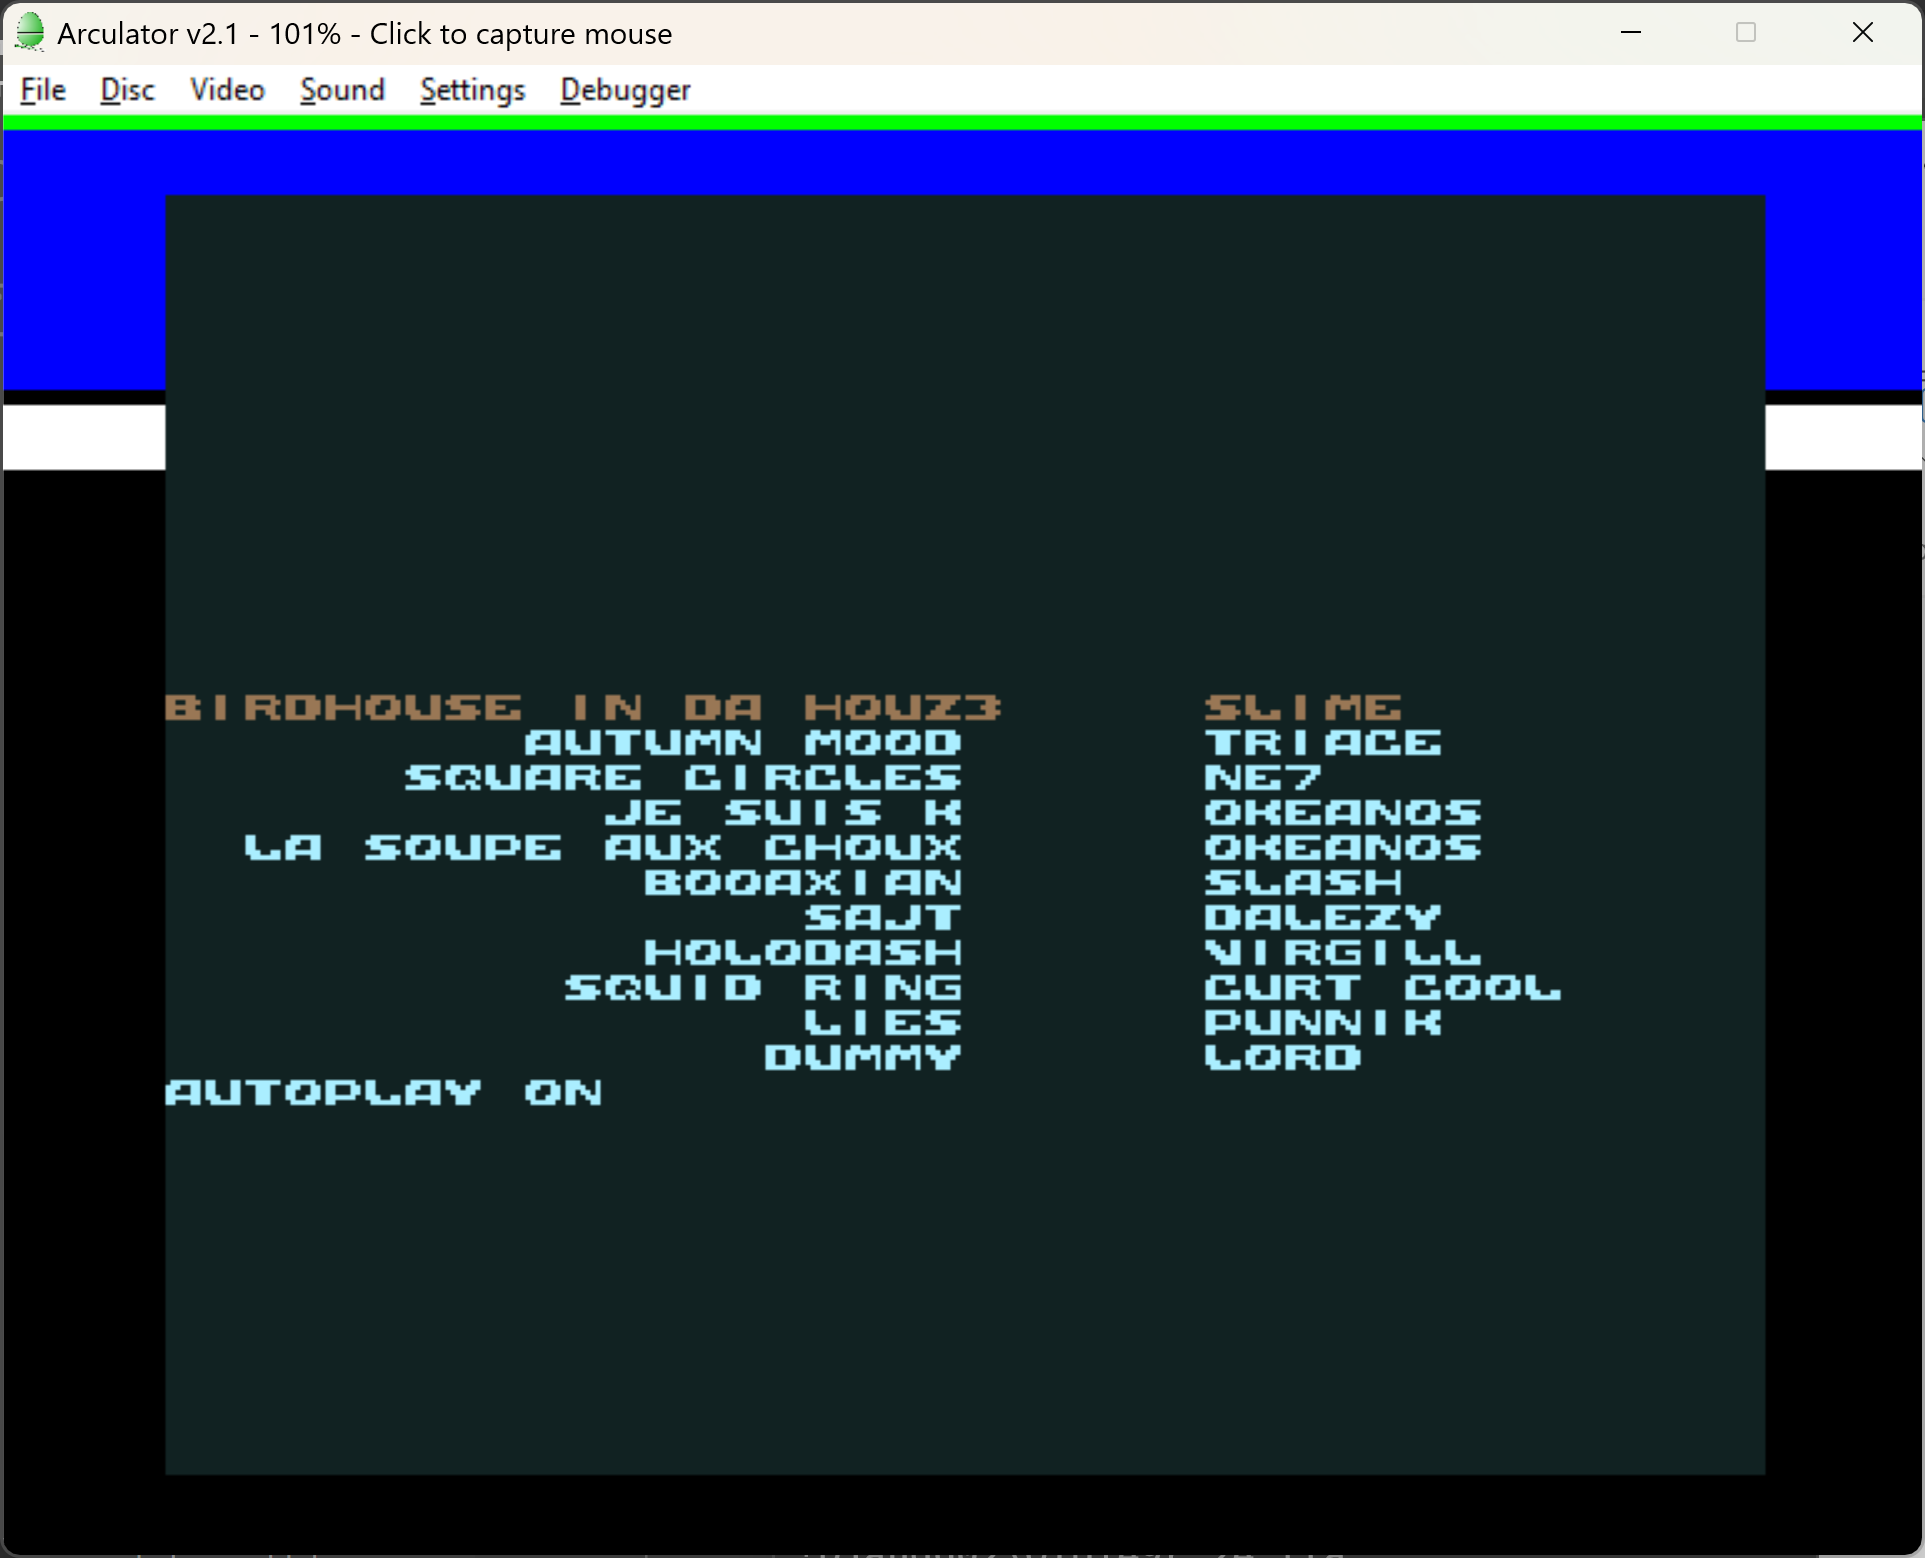 Arculator v2.1 - 101% - Click to capture mouse
File Disc Video Sound Settings Debugger
BIRDHOUSE IN DA HOUZ3 SLIME
AUTUMN MOOD TRIACE
SQUARE CIRCLES NE7
JE SUIS K OKEANOS
LA SOUPE AUX CHOUX OKEANOS
BOOAXIAN SLASH
SAJT DALEZY
HOLODASH VIRGILL
SQUID RING CURT COOL
LIES PUNNIK
DUMMY LORD
AUTOPLAY ON